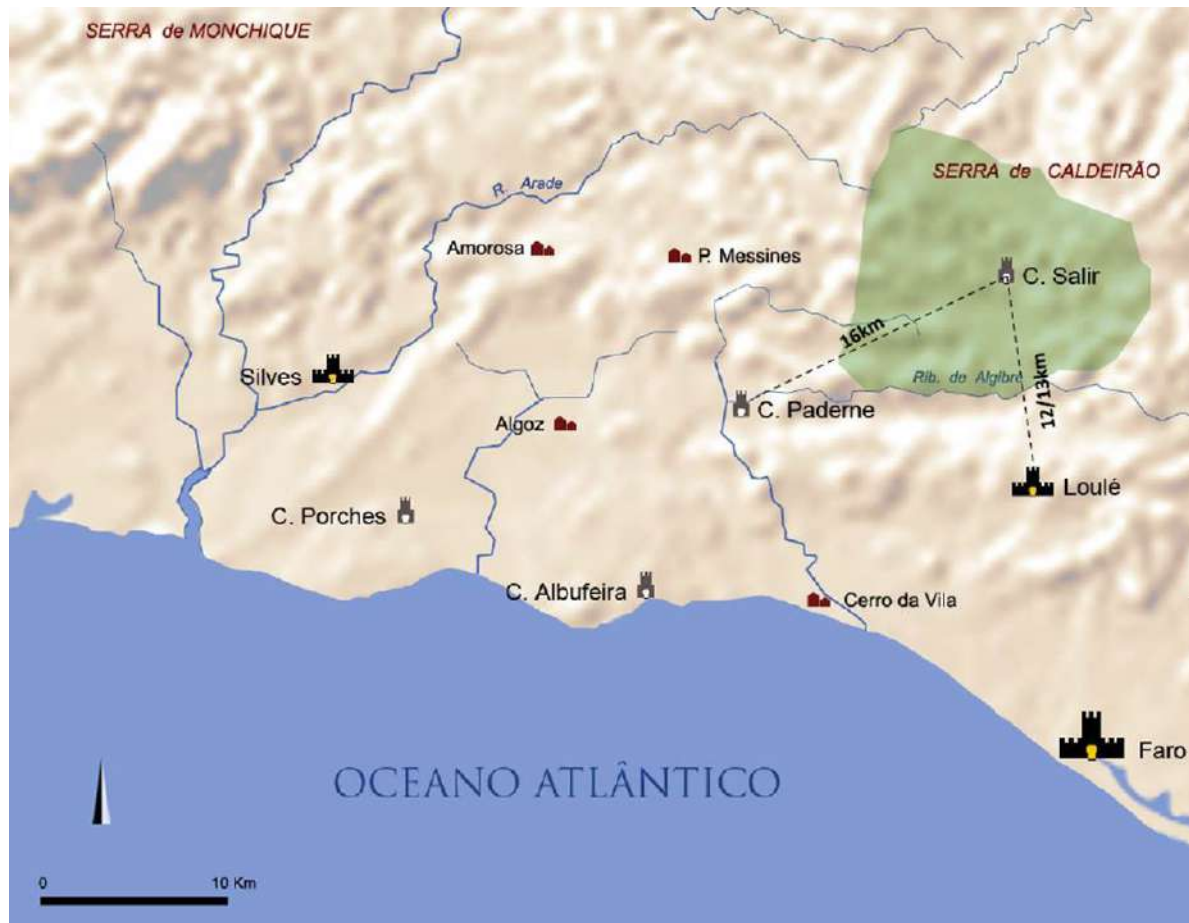 SERRA de MONCHIQUE
SERRA de CALDEIRÃO
R. Arade
Amorosa
P. Messines
C. Salir
16km
Silves
Rib. de Algibre
12/13km
C. Paderne
Algoz
Loulé
C. Porches
C. Albufeira
Cerro da Vila
Faro
OCEANO ATLÂNTICO
0 10 Km